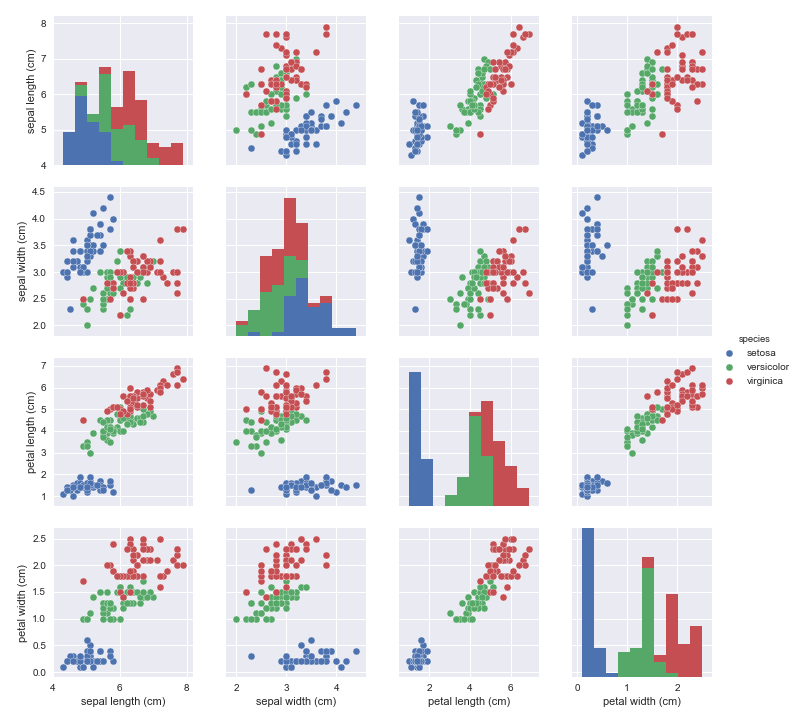 8
7
6
5
4
sepal length (cm)
4.5
4.0
3.5
3.0
2.5
2.0
sepal width (cm)
species
setosa
versicolor
virginica
7
6
5
4
3
2
1
petal length (cm)
2.5
2.0
1.5
1.0
0.5
0.0
petal width (cm)
4 6 8
sepal length (cm)
2 3 4
sepal width (cm)
2 4 6
petal length (cm)
0 1 2
petal width (cm)